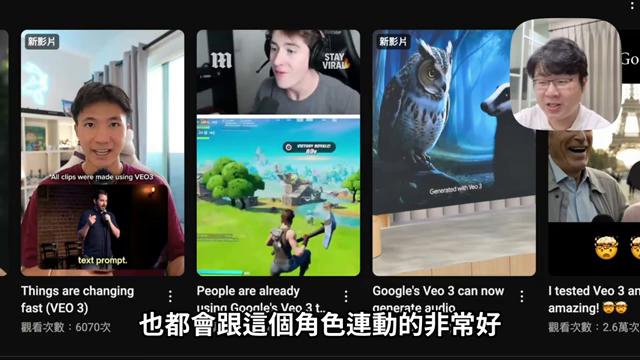 新影片
*All clips were made using VEO3
text prompt.
Things are changing
fast (VEO 3)
觀看次數：6070次
STAY
VIRAL
VICTORY ROYALE!
People are already
using Google's Veo 3 t...
新影片
Generated with Veo 3
Google's Veo 3 can now
generate audio
Go
I tested Veo 3 an
amazing!
觀看次數：2.6萬次
也都會跟這個角色連動的非常好